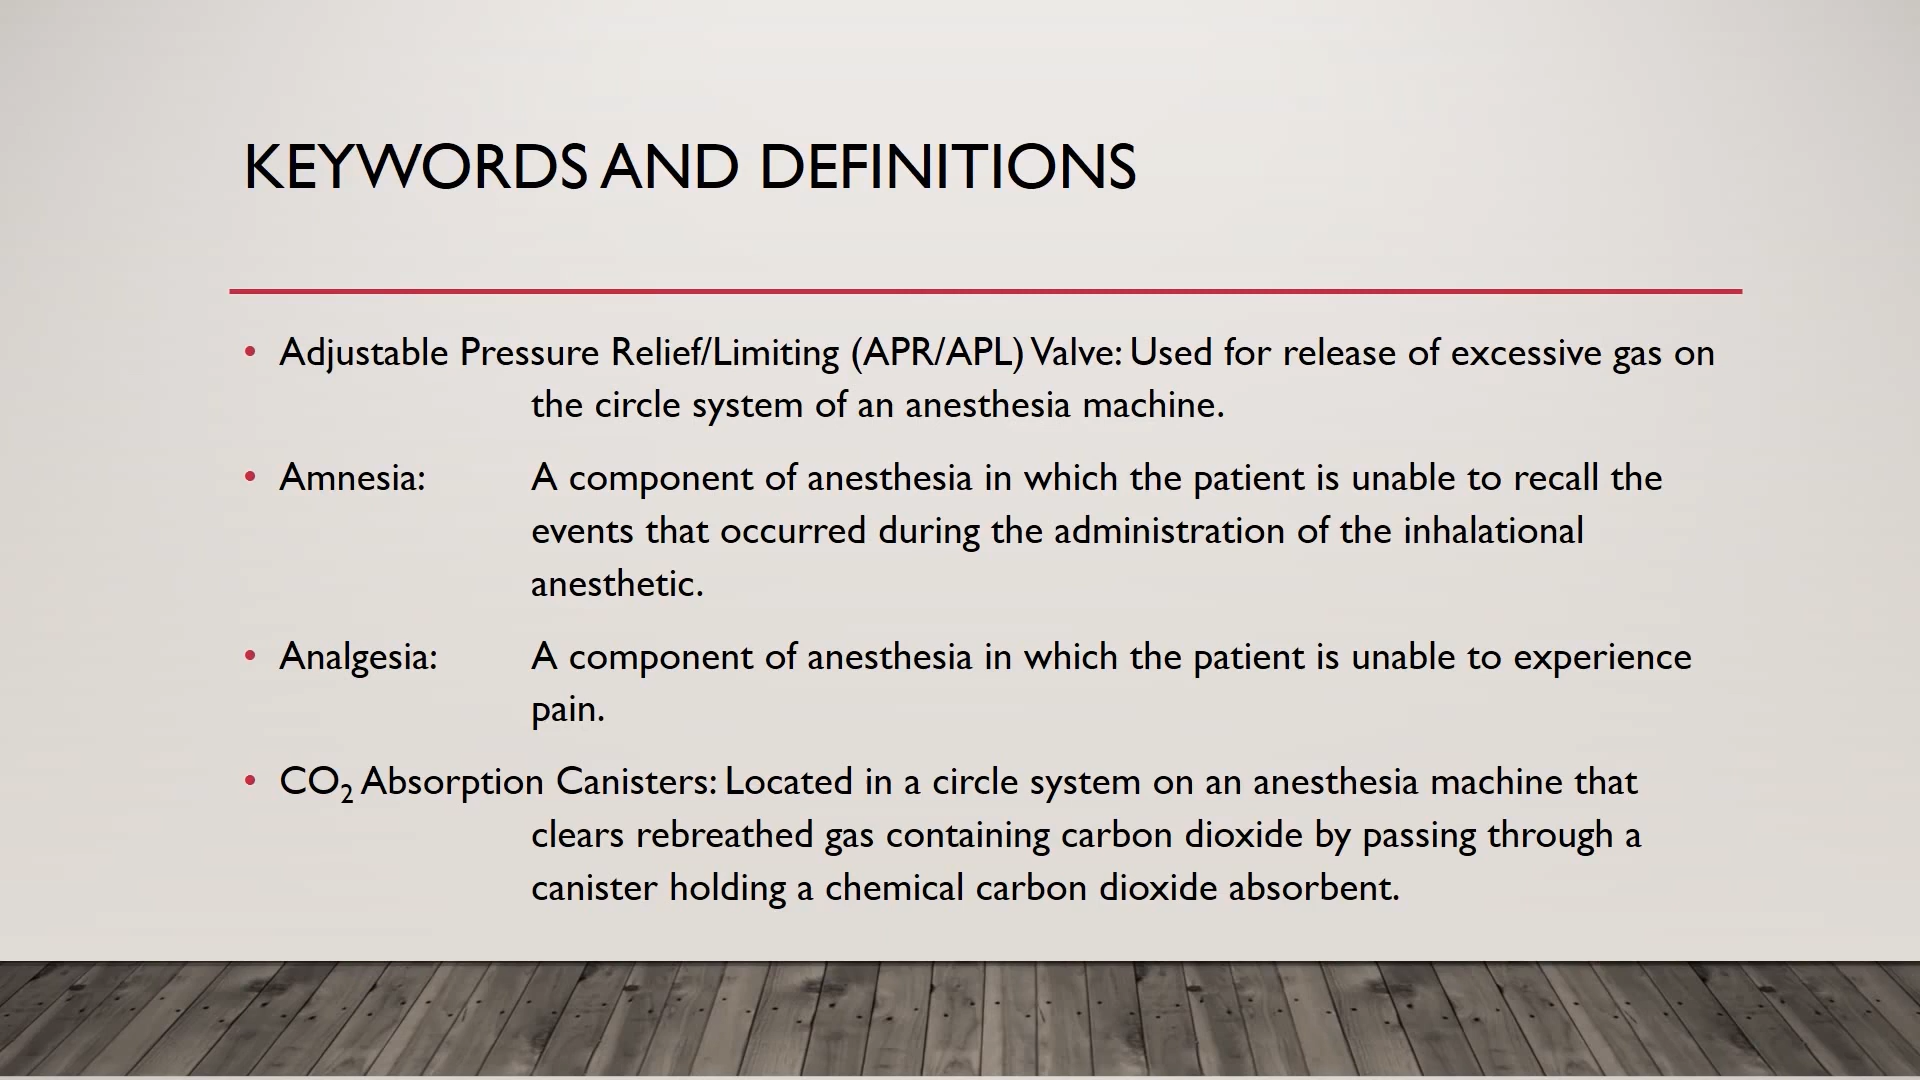 KEYWORDS AND DEFINITIONS
• Adjustable Pressure Relief/Limiting (APR/APL) Valve: Used for release of excessive gas on
the circle system of an anesthesia machine.
• Amnesia: A component of anesthesia in which the patient is unable to recall the
events that occurred during the administration of the inhalational
anesthetic.
• Analgesia: A component of anesthesia in which the patient is unable to experience
pain.
• CO₂ Absorption Canisters: Located in a circle system on an anesthesia machine that
clears rebreathed gas containing carbon dioxide by passing through a
canister holding a chemical carbon dioxide absorbent.